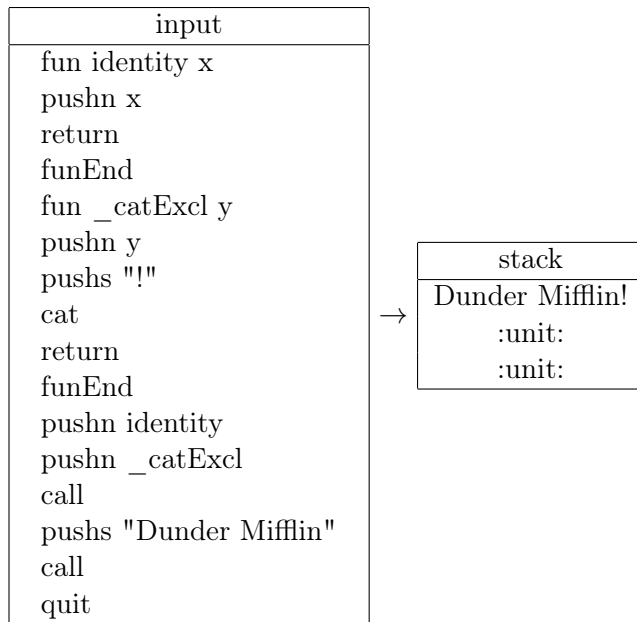 input
fun identity x
pushn x
return
funEnd
fun _catExcl y
pushn y
pushs "!"
cat
return
funEnd
pushn identity
pushn _catExcl
call
pushs "Dunder Mifflin"
call
quit
→
stack
Dunder Mifflin!
:unit:
:unit: